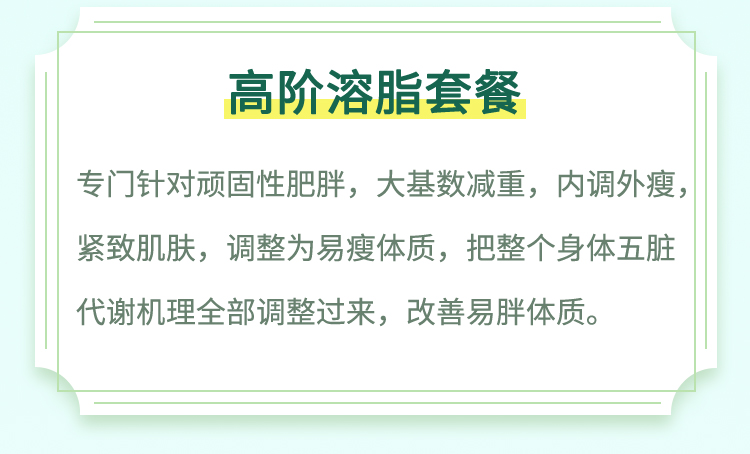 高阶溶脂套餐
专门针对顽固性肥胖，大基数减重，内调外瘦，
紧致肌肤，调整为易瘦体质，把整个身体五脏
代谢机理全部调整过来，改善易胖体质。